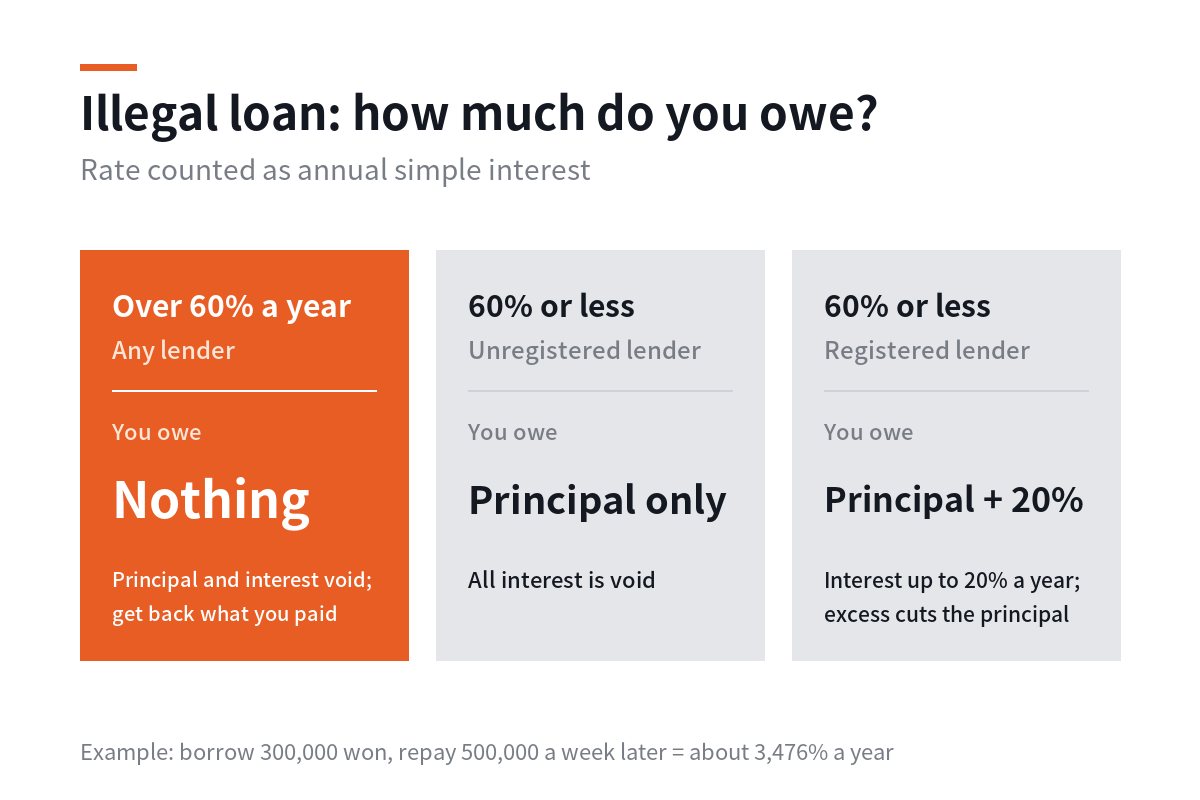 Illegal loan: how much do you owe?
Rate counted as annual simple interest
Over 60% a year
Any lender
You owe
Nothing
Principal and interest void;
get back what you paid
60% or less
Unregistered lender
You owe
Principal only
All interest is void
60% or less
Registered lender
You owe
Principal + 20%
Interest up to 20% a year;
excess cuts the principal
Example: borrow 300,000 won, repay 500,000 a week later = about 3,476% a year